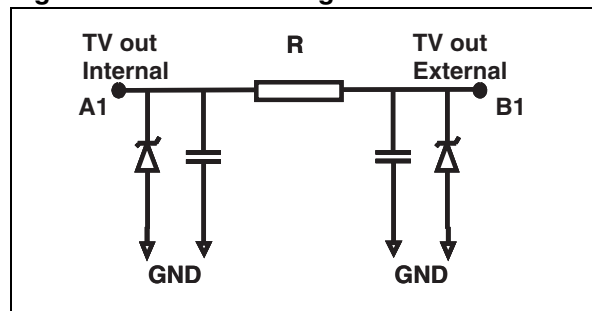 TV out
Internal
R
TV out
External
A1
B1
GND
GND